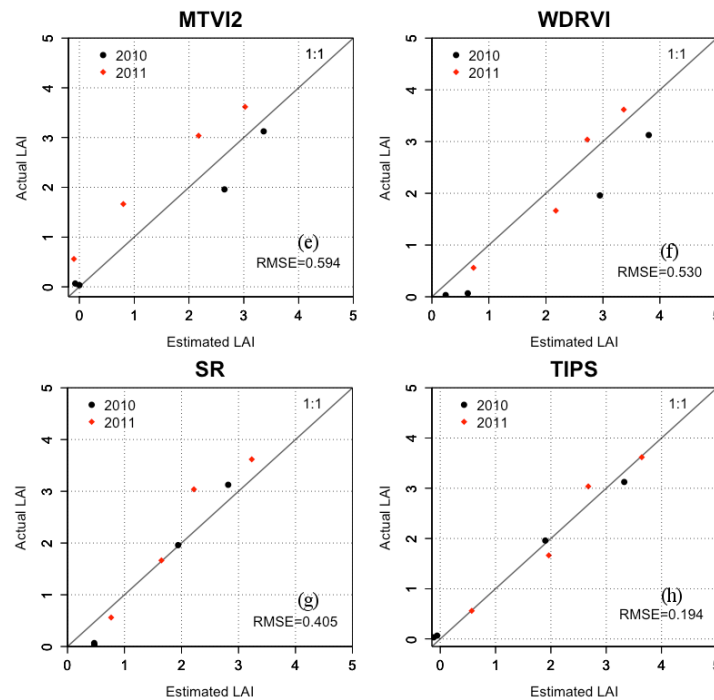 MTVI2
5
4
3
2
1
0
Actual LAI
2010
2011
1:1
(e)
RMSE=0.594
0 1 2 3 4 5
Estimated LAI
WDRVI
5
4
3
2
1
0
Actual LAI
2010
2011
1:1
(f)
RMSE=0.530
0 1 2 3 4 5
Estimated LAI
SR
5
4
3
2
1
0
Actual LAI
2010
2011
1:1
(g)
RMSE=0.405
0 1 2 3 4 5
Estimated LAI
TIPS
5
4
3
2
1
0
Actual LAI
2010
2011
1:1
(h)
RMSE=0.194
0 1 2 3 4 5
Estimated LAI